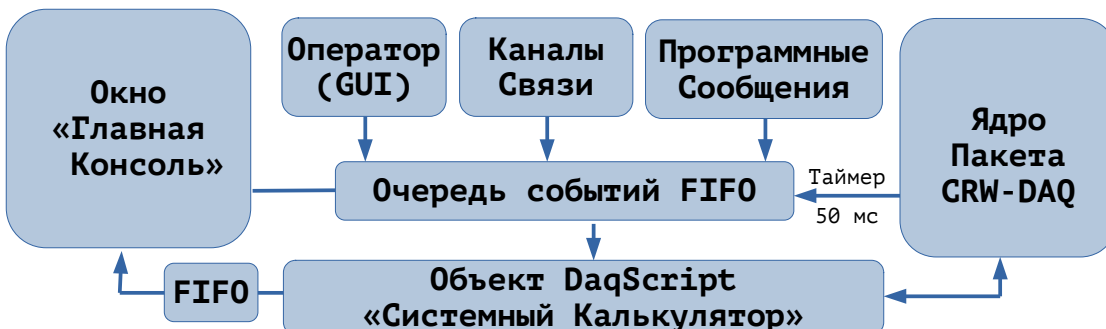 Окно
«Главная
Консоль»
Оператор
(GUI)
Каналы
Связи
Программные
Сообщения
Ядро
Пакета
CRW-DAQ
Очередь событий FIFO
Таймер
50 мс
FIFO
Объект DaqScript
«Системный Калькулятор»